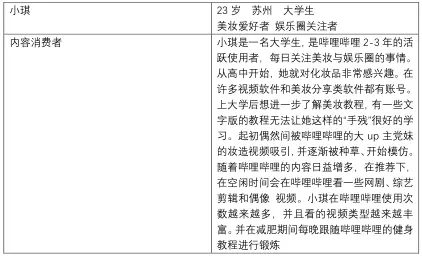 小琪
23 岁 苏州 大学生
美妆爱好者 娱乐圈关注者
内容消费者
小琪是一名大学生，是哔哩哔哩 2-3 年的活
跃使用者，每日关注美妆与娱乐圈的事情。
从高中开始，她就对化妆品非常感兴趣。在
许多视频软件和美妆分享类软件都有账号。
上大学后想进一步了解美妆教程，有一些文
字版的教程无法让她这样的“手残”很好的学
习。起初偶然间被哔哩哔哩的大 up 主党妹
的妆造视频吸引，并逐渐被种草、开始模仿。
随着哔哩哔哩的内容日益增多，在推荐下，
在空闲时间会在哔哩哔哩看一些网剧、综艺
剪辑和偶像 视频。小琪在哔哩哔哩使用次
数越来越多，并且看的视频类型越来越丰
富。并在减肥期间每晚跟随哔哩哔哩的健身
教程进行锻炼